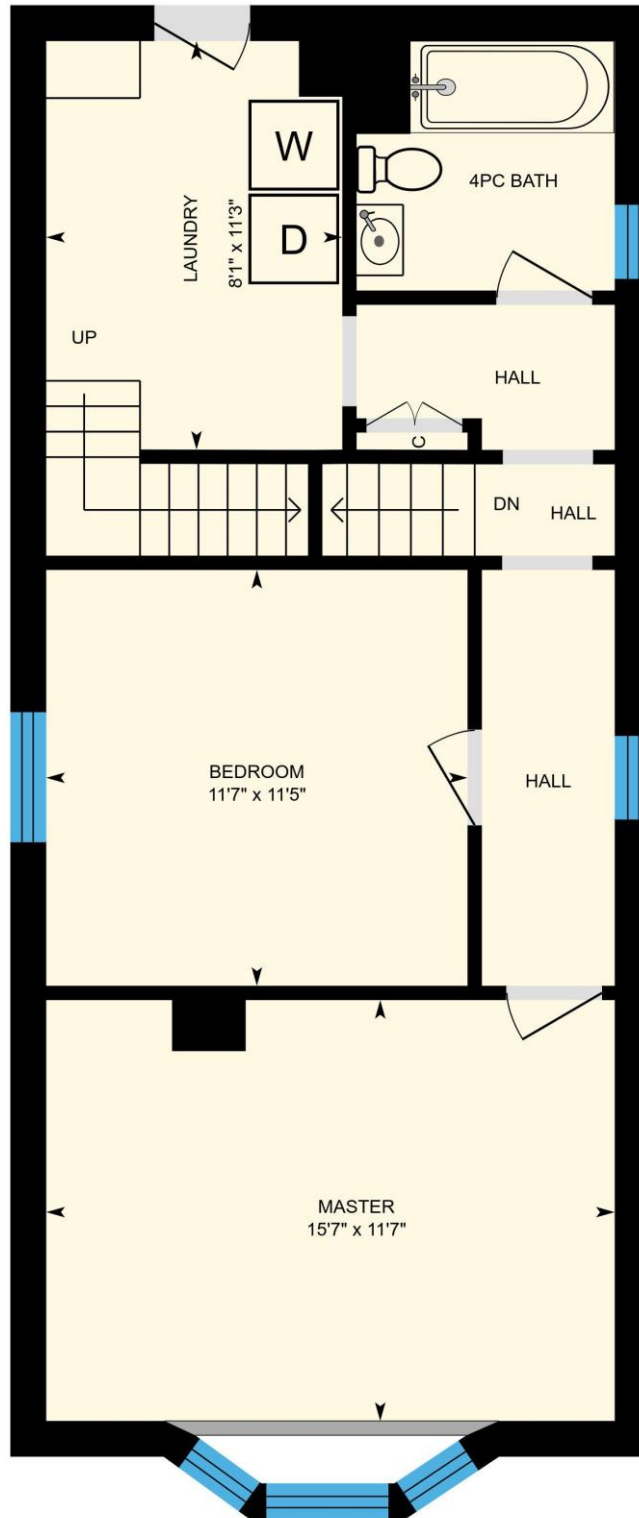 W
D
LAUNDRY
8'1" x 11'3"
4PC BATH
UP
HALL
C
DN
HALL
BEDROOM
11'7" x 11'5"
HALL
MASTER
15'7" x 11'7"